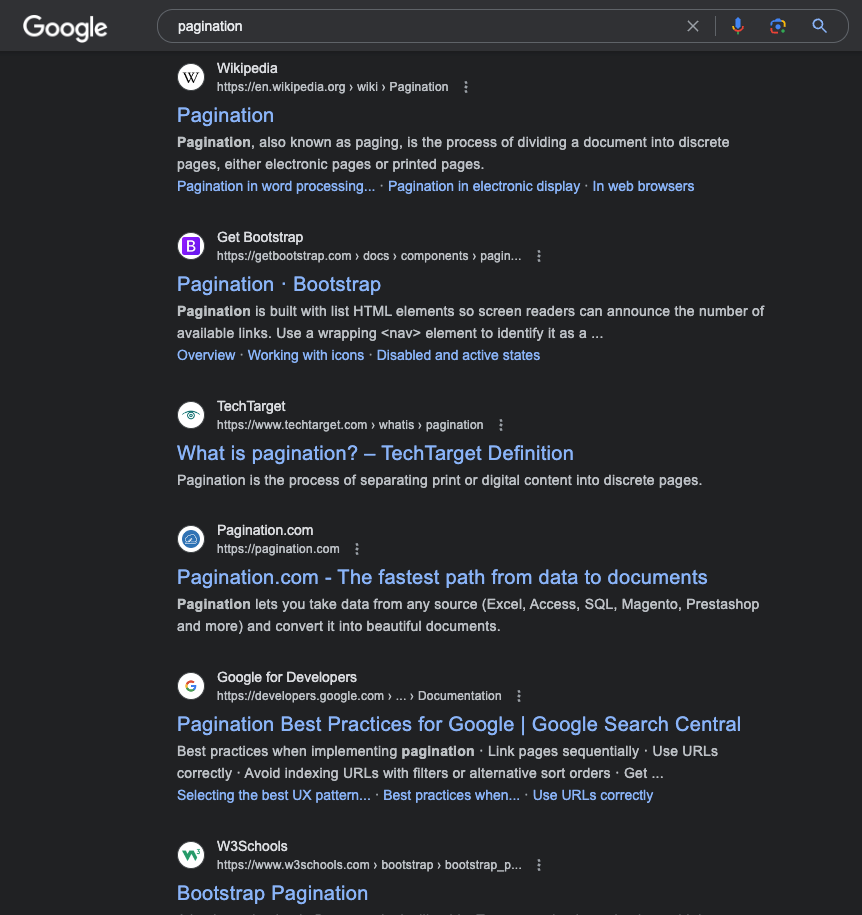 Google
pagination
W
Wikipedia
https://en.wikipedia.org › wiki › Pagination
Pagination
Pagination, also known as paging, is the process of dividing a document into discrete
pages, either electronic pages or printed pages.
Pagination in word processing... · Pagination in electronic display · In web browsers
B
Get Bootstrap
https://getbootstrap.com › docs › components › pagin...
Pagination · Bootstrap
Pagination is built with list HTML elements so screen readers can announce the number of
available links. Use a wrapping <nav> element to identify it as a ...
Overview · Working with icons · Disabled and active states
TechTarget
https://www.techtarget.com › whatis › pagination
What is pagination? – TechTarget Definition
Pagination is the process of separating print or digital content into discrete pages.
Pagination.com
https://pagination.com
Pagination.com - The fastest path from data to documents
Pagination lets you take data from any source (Excel, Access, SQL, Magento, Prestashop
and more) and convert it into beautiful documents.
G
Google for Developers
https://developers.google.com › ... › Documentation
Pagination Best Practices for Google | Google Search Central
Best practices when implementing pagination · Link pages sequentially · Use URLs
correctly · Avoid indexing URLs with filters or alternative sort orders · Get ...
Selecting the best UX pattern... · Best practices when... · Use URLs correctly
W3
W3Schools
https://www.w3schools.com › bootstrap › bootstrap_p...
Bootstrap Pagination